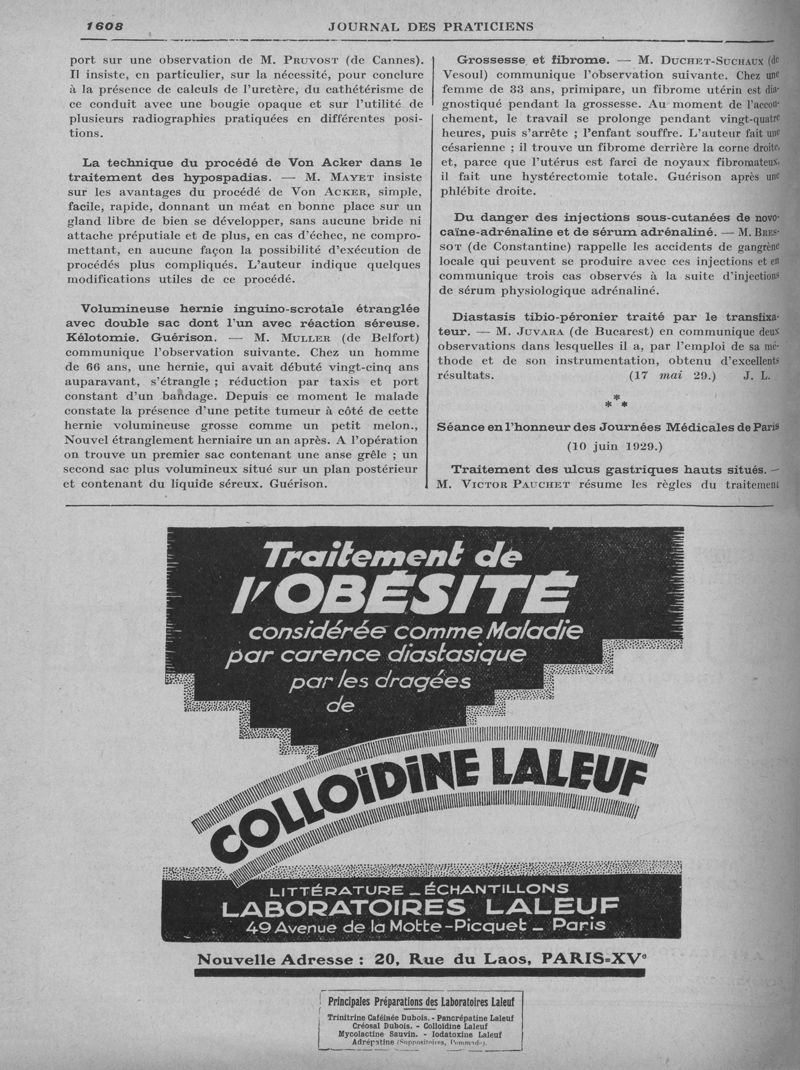 1608
JOURNAL DES PRATICIENS
port sur une observation de M. Pruvost (de Cannes).
Il insiste, en particulier, sur la nécessité, pour conclure
à la présence de calculs de l'uretère, du cathétérisme de
ce conduit avec une bougie opaque et sur l'utilité de
plusieurs radiographies pratiquées en différentes posi-
tions.
La technique du procédé de Von Acker dans le
traitement des hypospadias. — M. Mayet insiste
sur les avantages du procédé de Von Acker, simple,
facile, rapide, donnant un méat en bonne place sur un
gland libre de bien se développer, sans aucune bride ni
attache préputiale et de plus, en cas d'échec, ne compro-
mettant, en aucune façon la possibilité d'exécution de
procédés plus compliqués. L'auteur indique quelques
modifications utiles de ce procédé.
Volumineuse hernie inguino-scrotale étranglée
avec double sac dont l'un avec réaction séreuse.
Kélotomie. Guérison. — M. Muller (de Belfort)
communique l'observation suivante. Chez un homme
de 66 ans, une hernie, qui avait débuté vingt-cinq ans
auparavant, s'étrangle ; réduction par taxis et port
constant d'un bandage. Depuis ce moment le malade
constate la présence d'une petite tumeur à côté de cette
hernie volumineuse grosse comme un petit melon.,
Nouvel étranglement herniaire un an après. A l'opération
on trouve un premier sac contenant une anse grêle ; un
second sac plus volumineux situé sur un plan postérieur
et contenant du liquide séreux. Guérison.
Grossesse et fibrome. — M. Duchet-Suchaux (de
Vesoul) communique l'observation suivante. Chez une
femme de 33 ans, primipare, un fibrome utérin est dia-
gnostiqué pendant la grossesse. Au moment de l'accou-
chement, le travail se prolonge pendant vingt-quatre
heures, puis s'arrête ; l'enfant souffre. L'auteur fait une
césarienne ; il trouve un fibrome derrière la corne droite,
et, parce que l'utérus est farci de noyaux fibromateux,
il fait une hystérectomie totale. Guérison après une
phlébite droite.
Du danger des injections sous-cutanées de novo-
caïne-adrénaline et de sérum adrénaliné. — M. Bres-
sot (de Constantine) rappelle les accidents de gangrène
locale qui peuvent se produire avec ces injections et en
communique trois cas observés à la suite d'injections
de sérum physiologique adrénaliné.
Diastasis tibio-péronier traité par le transfixa-
teur. — M. Juvara (de Bucarest) en communique deux
observations dans lesquelles il a, par l'emploi de sa mé-
thode et de son instrumentation, obtenu d'excellents
résultats. (17 mai 29.) J. L.
* * *
Séance en l'honneur des Journées Médicales de Paris
(10 juin 1929.)
Traitement des ulcus gastriques hauts situés. —
M. Victor Pauchet résume les règles du traitement
Traitement de
l'OBÉSITÉ
considérée comme Maladie
par carence diastasique
par les dragées
de
COLLOÏDINE LALEUF
LITTÉRATURE _ ÉCHANTILLONS
LABORATOIRES LALEUF
49 Avenue de la Motte-Picquet _ Paris
Nouvelle Adresse : 20, Rue du Laos, PARIS-XVe
Principales Préparations des Laboratoires Laleuf
Trinitrine Caféinée Dubois. - Pancrépatine Laleuf
Créosal Dubois. - Colloïdine Laleuf
Mycolactine Sauvin. - Iodatoxine Laleuf
Adrépatine (Suppositoires, Pommade).